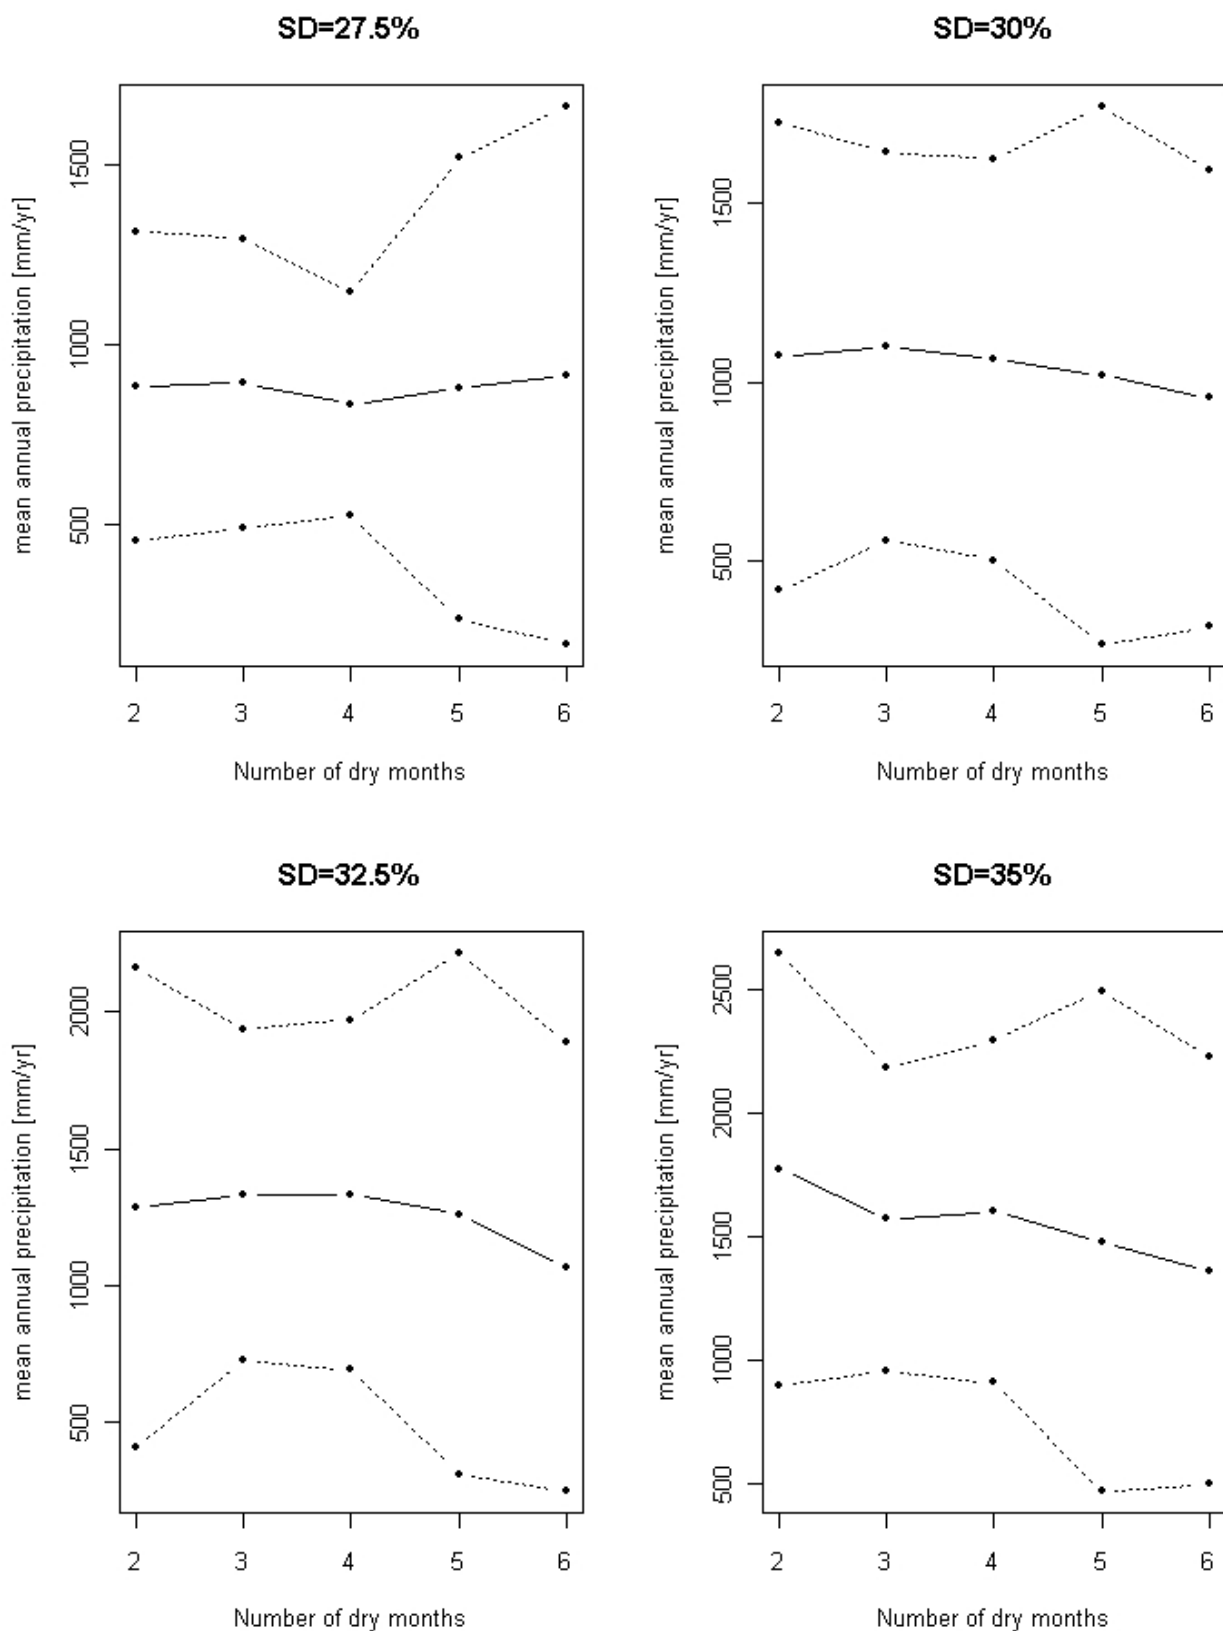 SD=27.5%
mean annual precipitation [mm/yr]
1500
1000
500
2 3 4 5 6
Number of dry months
SD=30%
mean annual precipitation [mm/yr]
1500
1000
500
2 3 4 5 6
Number of dry months
SD=32.5%
mean annual precipitation [mm/yr]
2000
1500
1000
500
2 3 4 5 6
Number of dry months
SD=35%
mean annual precipitation [mm/yr]
2500
2000
1500
1000
500
2 3 4 5 6
Number of dry months